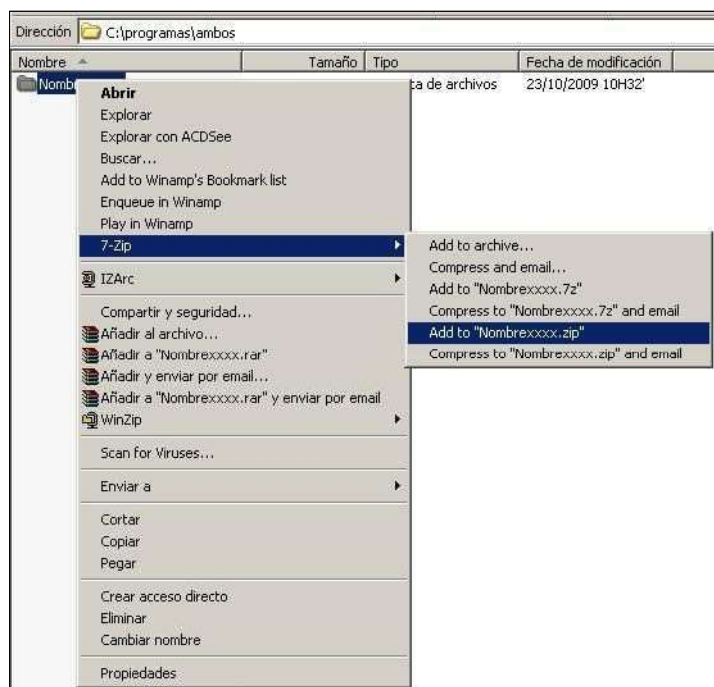 Dirección C:\programas\ambos
Nombre Tamaño Tipo Fecha de modificación
Nomb ta de archivos 23/10/2009 10H32'
Abrir
Explorar
Explorar con ACDSee
Buscar...
Add to Winamp's Bookmark list
Enqueue in Winamp
Play in Winamp
7-Zip
IZArc
Compartir y seguridad...
Añadir al archivo...
Añadir a "Nombrexxxx.rar"
Añadir y enviar por email...
Añadir a "Nombrexxxx.rar" y enviar por email
WinZip
Scan for Viruses...
Enviar a
Cortar
Copiar
Pegar
Crear acceso directo
Eliminar
Cambiar nombre
Propiedades
Add to archive...
Compress and email...
Add to "Nombrexxxx.7z"
Compress to "Nombrexxxx.7z" and email
Add to "Nombrexxxx.zip"
Compress to "Nombrexxxx.zip" and email